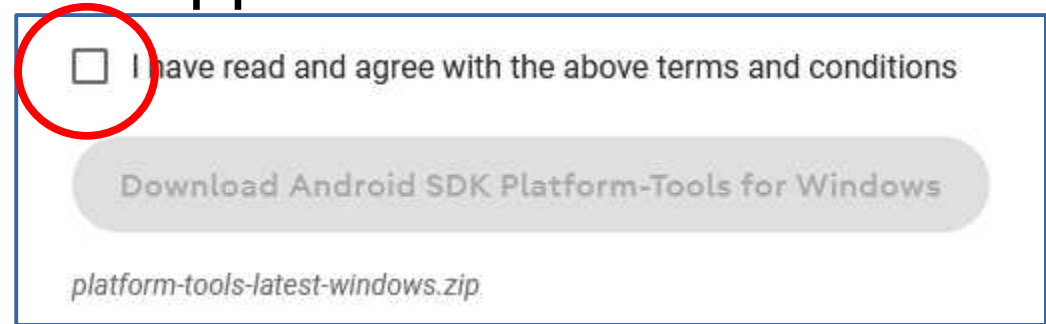 I have read and agree with the above terms and conditions
Download Android SDK Platform-Tools for Windows
platform-tools-latest-windows.zip